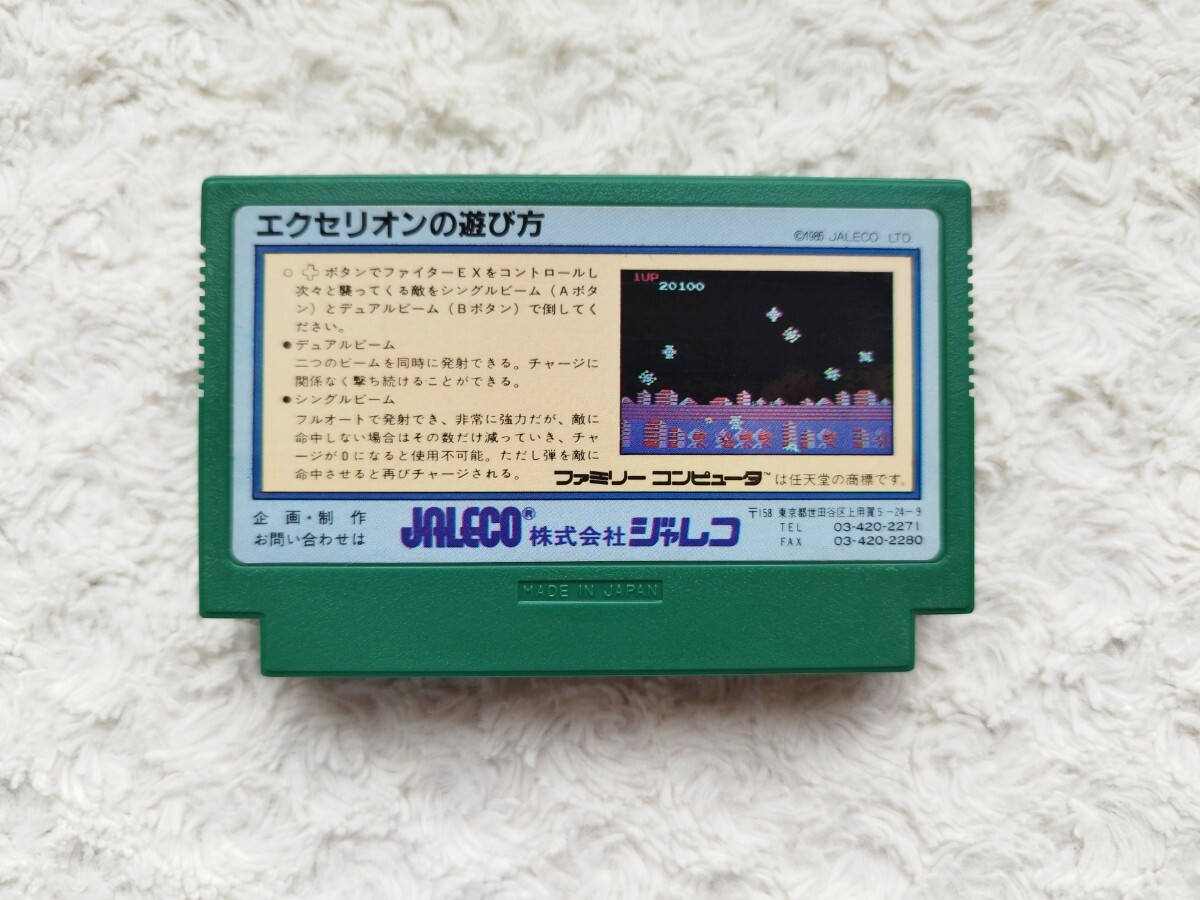 エクセリオンの遊び方
©1985 JALECO LTD.
○ ボタンでファイターEXをコントロールし
次々と襲ってくる敵をシングルビーム（Aボタ
ン）とデュアルビーム（Bボタン）で倒してく
ださい。
●デュアルビーム
二つのビームを同時に発射できる。チャージに
関係なく撃ち続けることができる。
●シングルビーム
フルオートで発射でき、非常に強力だが、敵に
命中しない場合はその数だけ減っていき、チャ
ージが0になると使用不可能。ただし弾を敵に
命中させると再びチャージされる。
1UP
20100
ファミリー コンピュータ™は任天堂の商標です。
企画・制作
お問い合わせは
JALECO® 株式会社ジャレコ
〒158 東京都世田谷区上用賀5-24-9
TEL 03-420-2271
FAX 03-420-2280
MADE IN JAPAN